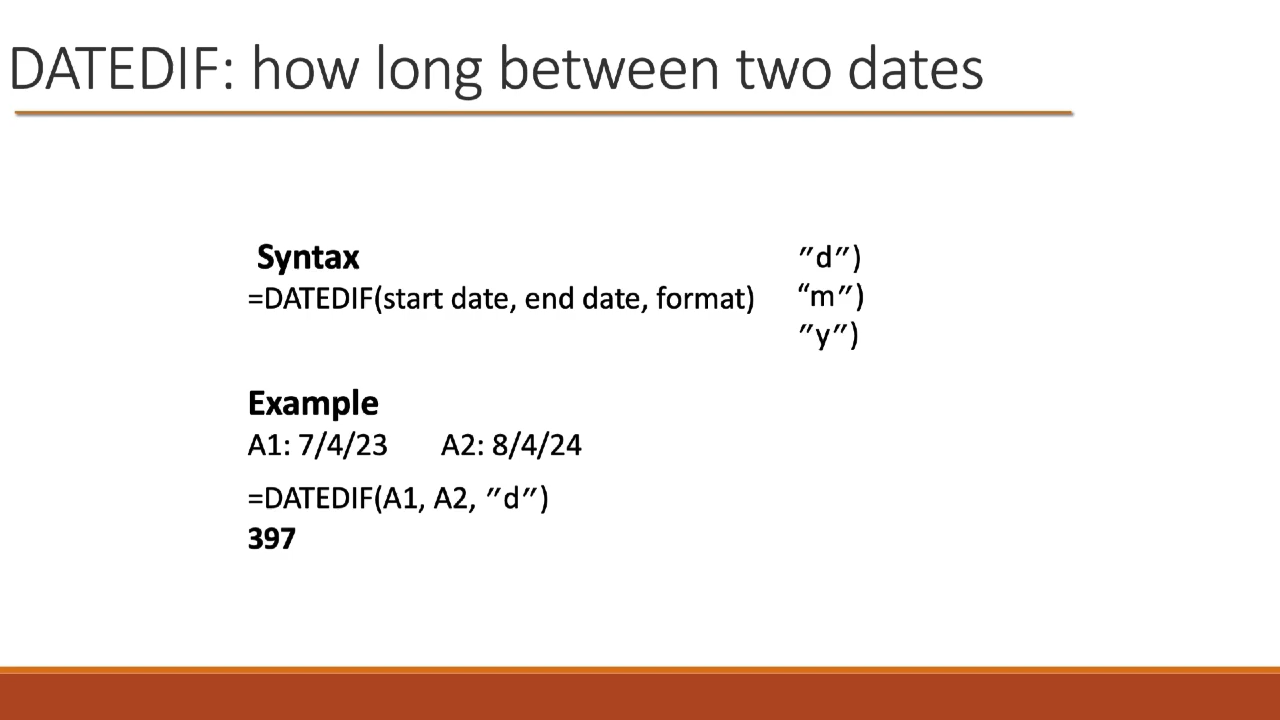 DATEDIF: how long between two dates
Syntax
=DATEDIF(start date, end date, format)
″d″)
“m″)
″y″)
Example
A1: 7/4/23 A2: 8/4/24
=DATEDIF(A1, A2, ″d″)
397